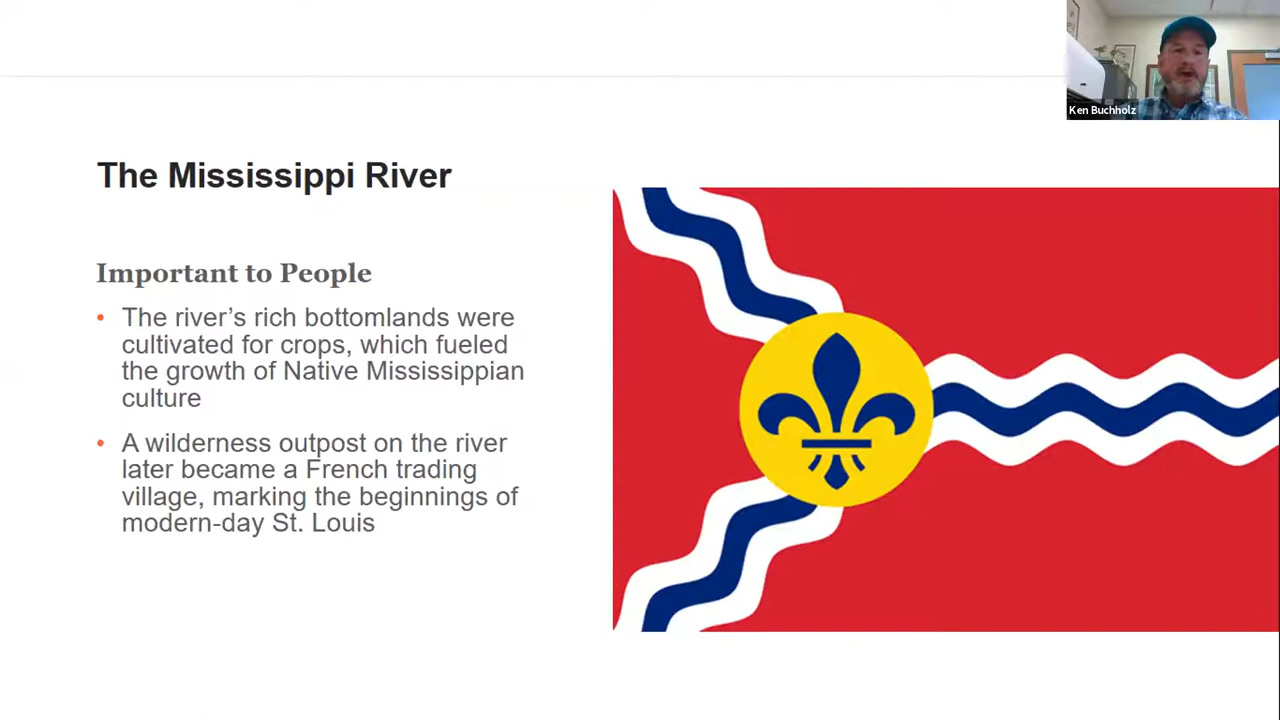 Ken Buchholz
The Mississippi River
Important to People
• The river’s rich bottomlands were
cultivated for crops, which fueled
the growth of Native Mississippian
culture
• A wilderness outpost on the river
later became a French trading
village, marking the beginnings of
modern-day St. Louis